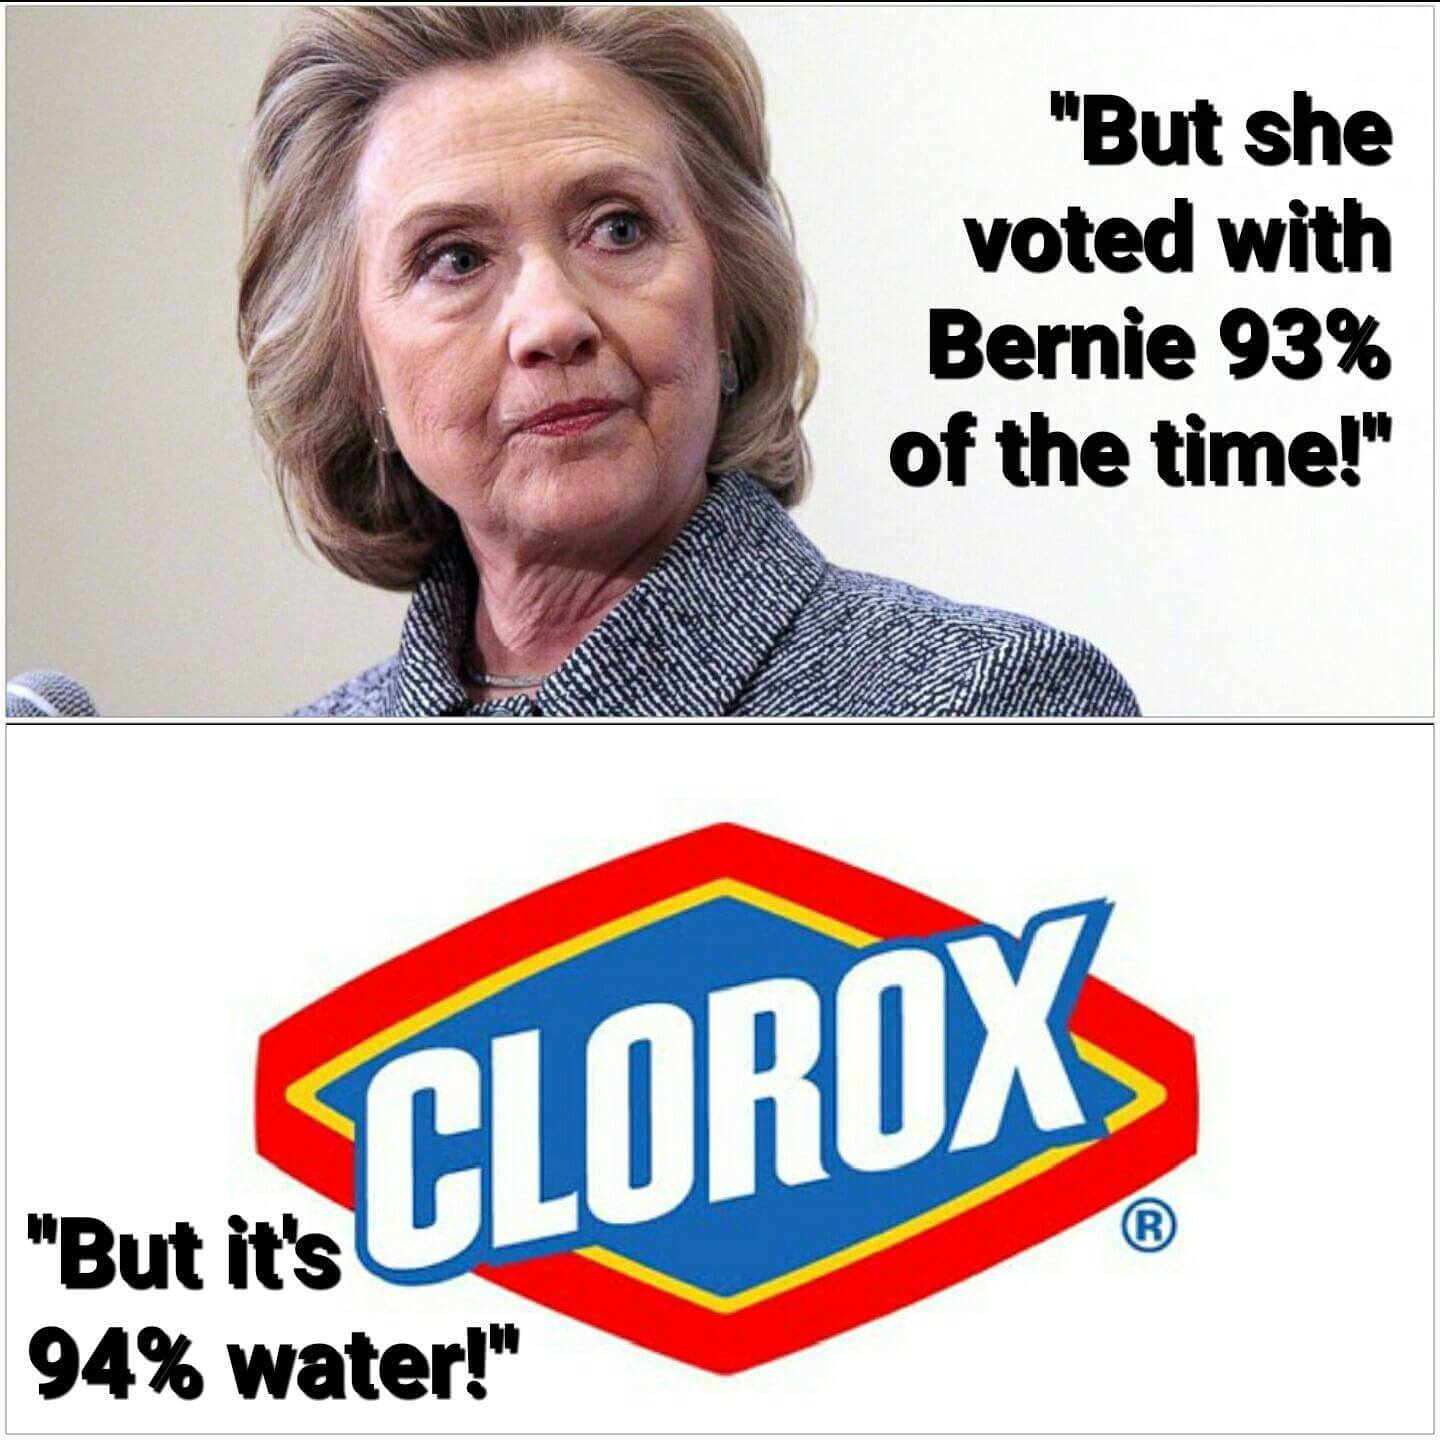 "But she
voted with
Bernie 93%
of the time!"
CLOROX
®
"But it's
94% water!"